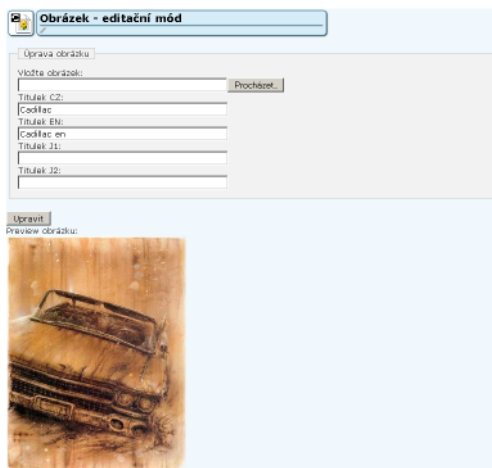 Obrázek - editační mód
Úprava obrázku
Vložte obrázek:
Procházet...
Titulek CZ:
Cadillac
Titulek EN:
Cadillac en
Titulek J1:
Titulek J2:
Upravit
Preview obrázku: